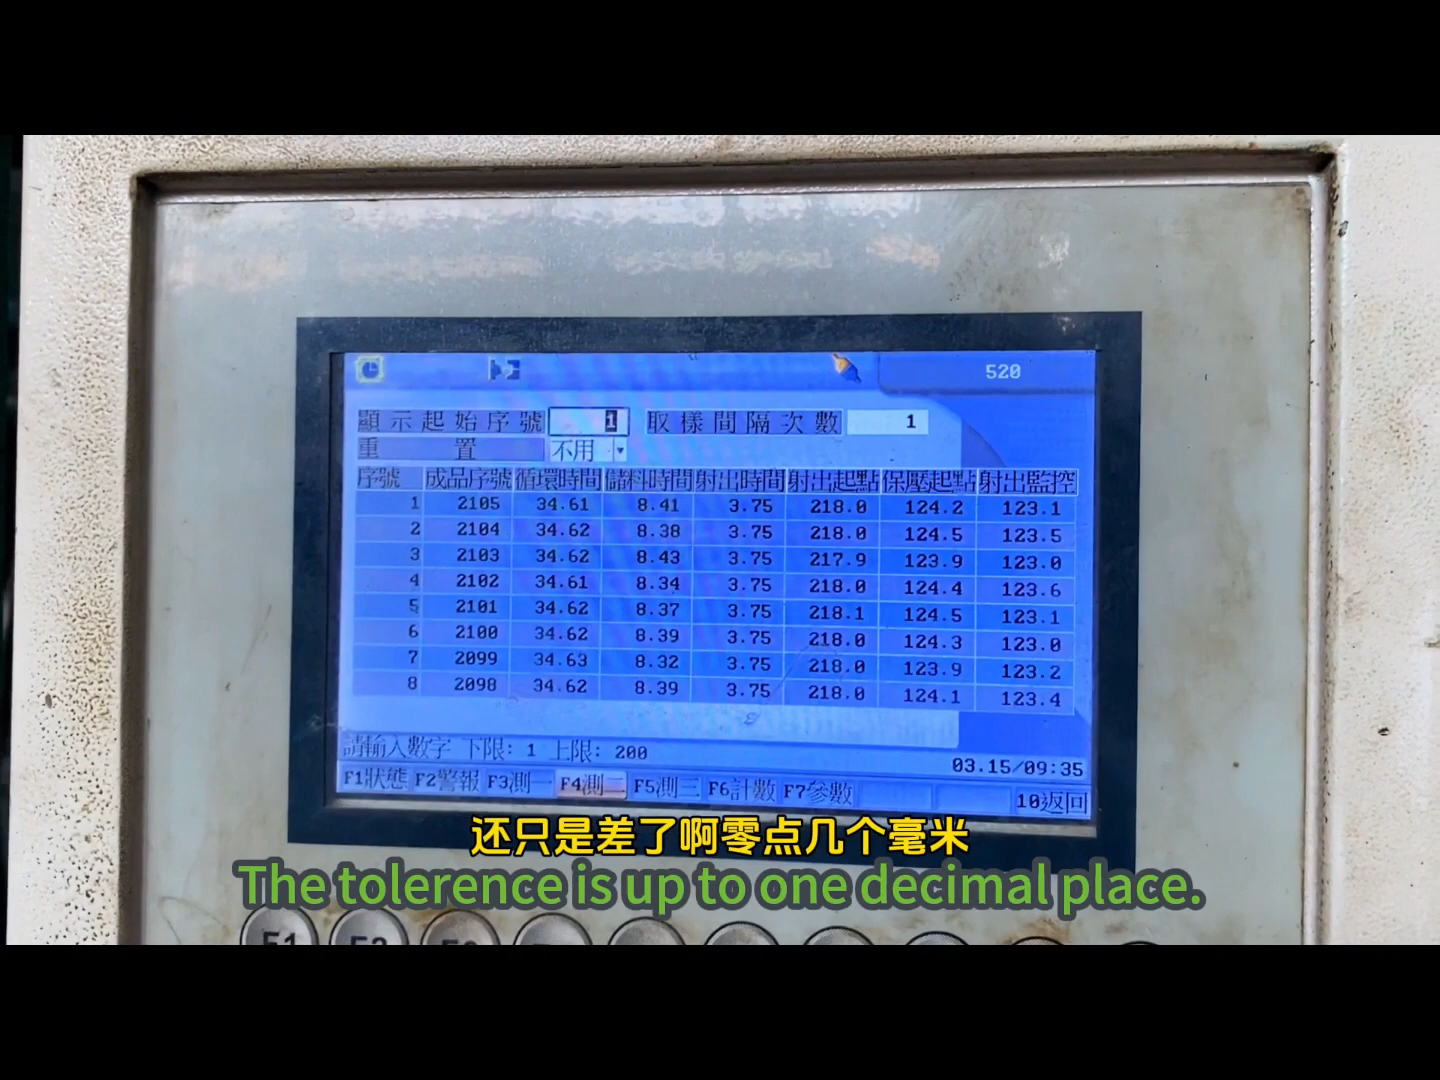 520
顯示起始序號 1 取樣間隔次數 1
重置 不用
序號 成品序號 循環時間 儲料時間 射出時間 射出起點 保壓起點 射出監控
1 2105 34.61 8.41 3.75 218.0 124.2 123.1
2 2104 34.62 8.38 3.75 218.0 124.5 123.5
3 2103 34.62 8.43 3.75 217.9 123.9 123.0
4 2102 34.61 8.34 3.75 218.0 124.4 123.6
5 2101 34.62 8.37 3.75 218.1 124.5 123.1
6 2100 34.62 8.39 3.75 218.0 124.3 123.0
7 2099 34.63 8.32 3.75 218.0 123.9 123.2
8 2098 34.62 8.39 3.75 218.0 124.1 123.4
請輸入數字 下限: 1 上限: 200
03.15/09:35
F1狀態 F2警報 F3測一 F4測二 F5測三 F6計數 F7參數 10返回
还只是差了啊零点几个毫米
The tolerence is up to one decimal place.
F1 F2